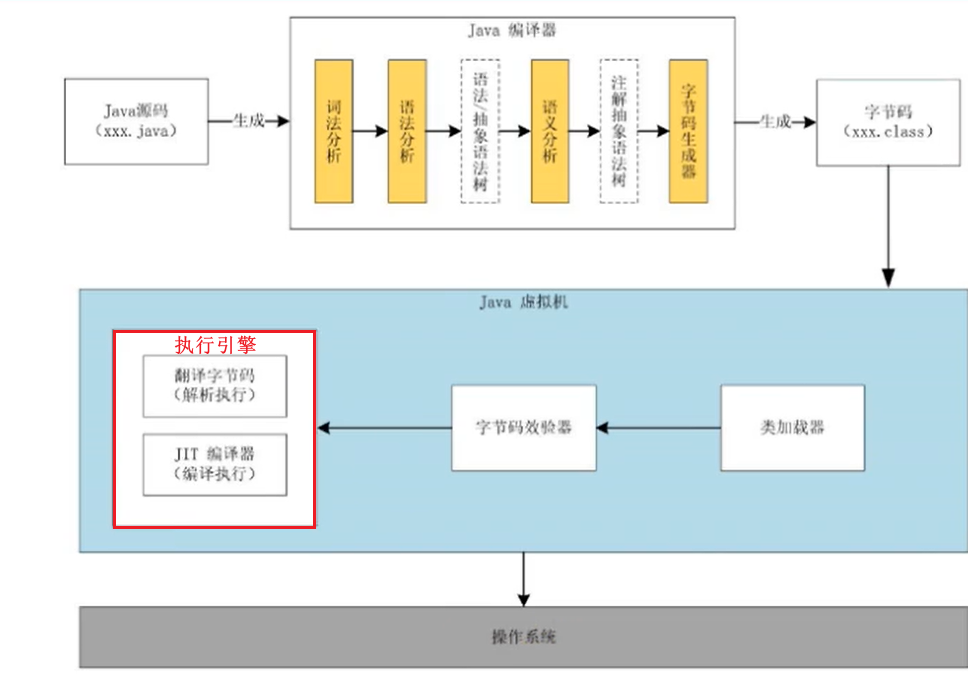 Java 编译器
Java源码
（xxx.java）
生成
词法分析
语法分析
语法/抽象语法树
语义分析
注解抽象语法树
字节码生成器
生成
字节码
（xxx.class）
Java 虚拟机
执行引擎
翻译字节码
（解析执行）
JIT 编译器
（编译执行）
字节码效验器
类加载器
操作系统